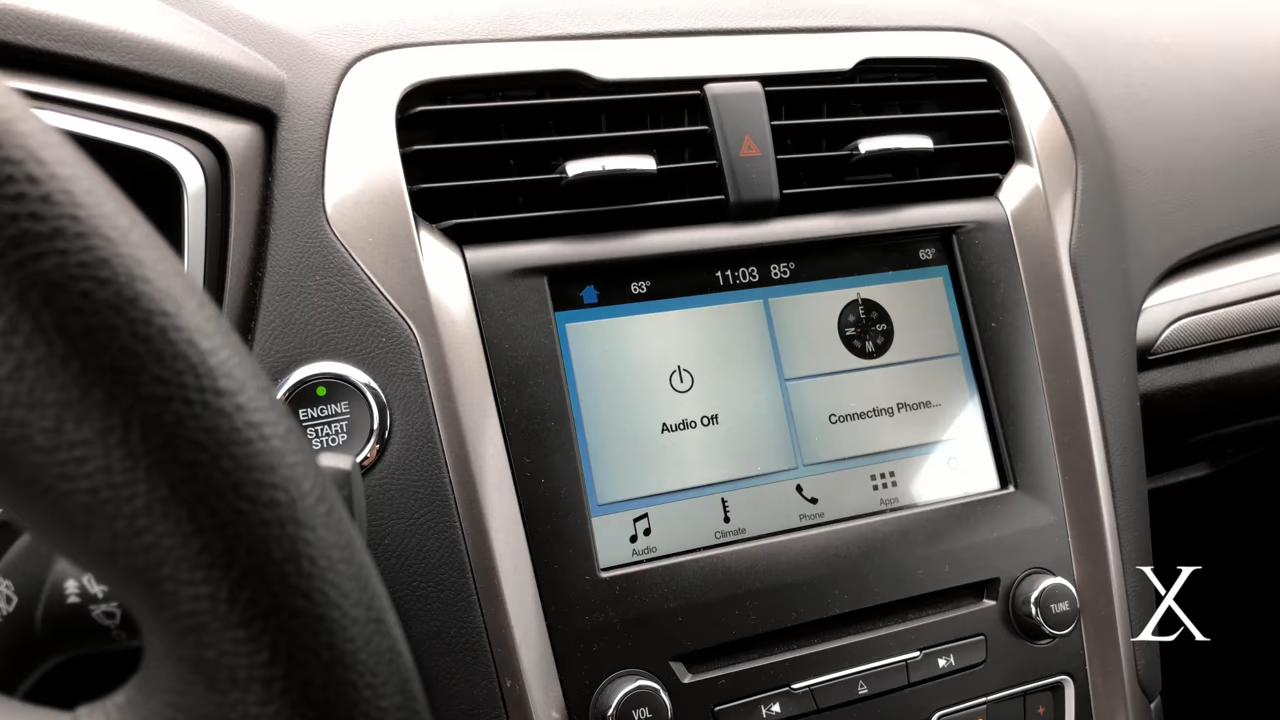 63°
11:03 85°
63°
E
N
S
W
Audio Off
Connecting Phone...
Audio
Climate
Phone
Apps
ENGINE
START
STOP
TUNE
VOL